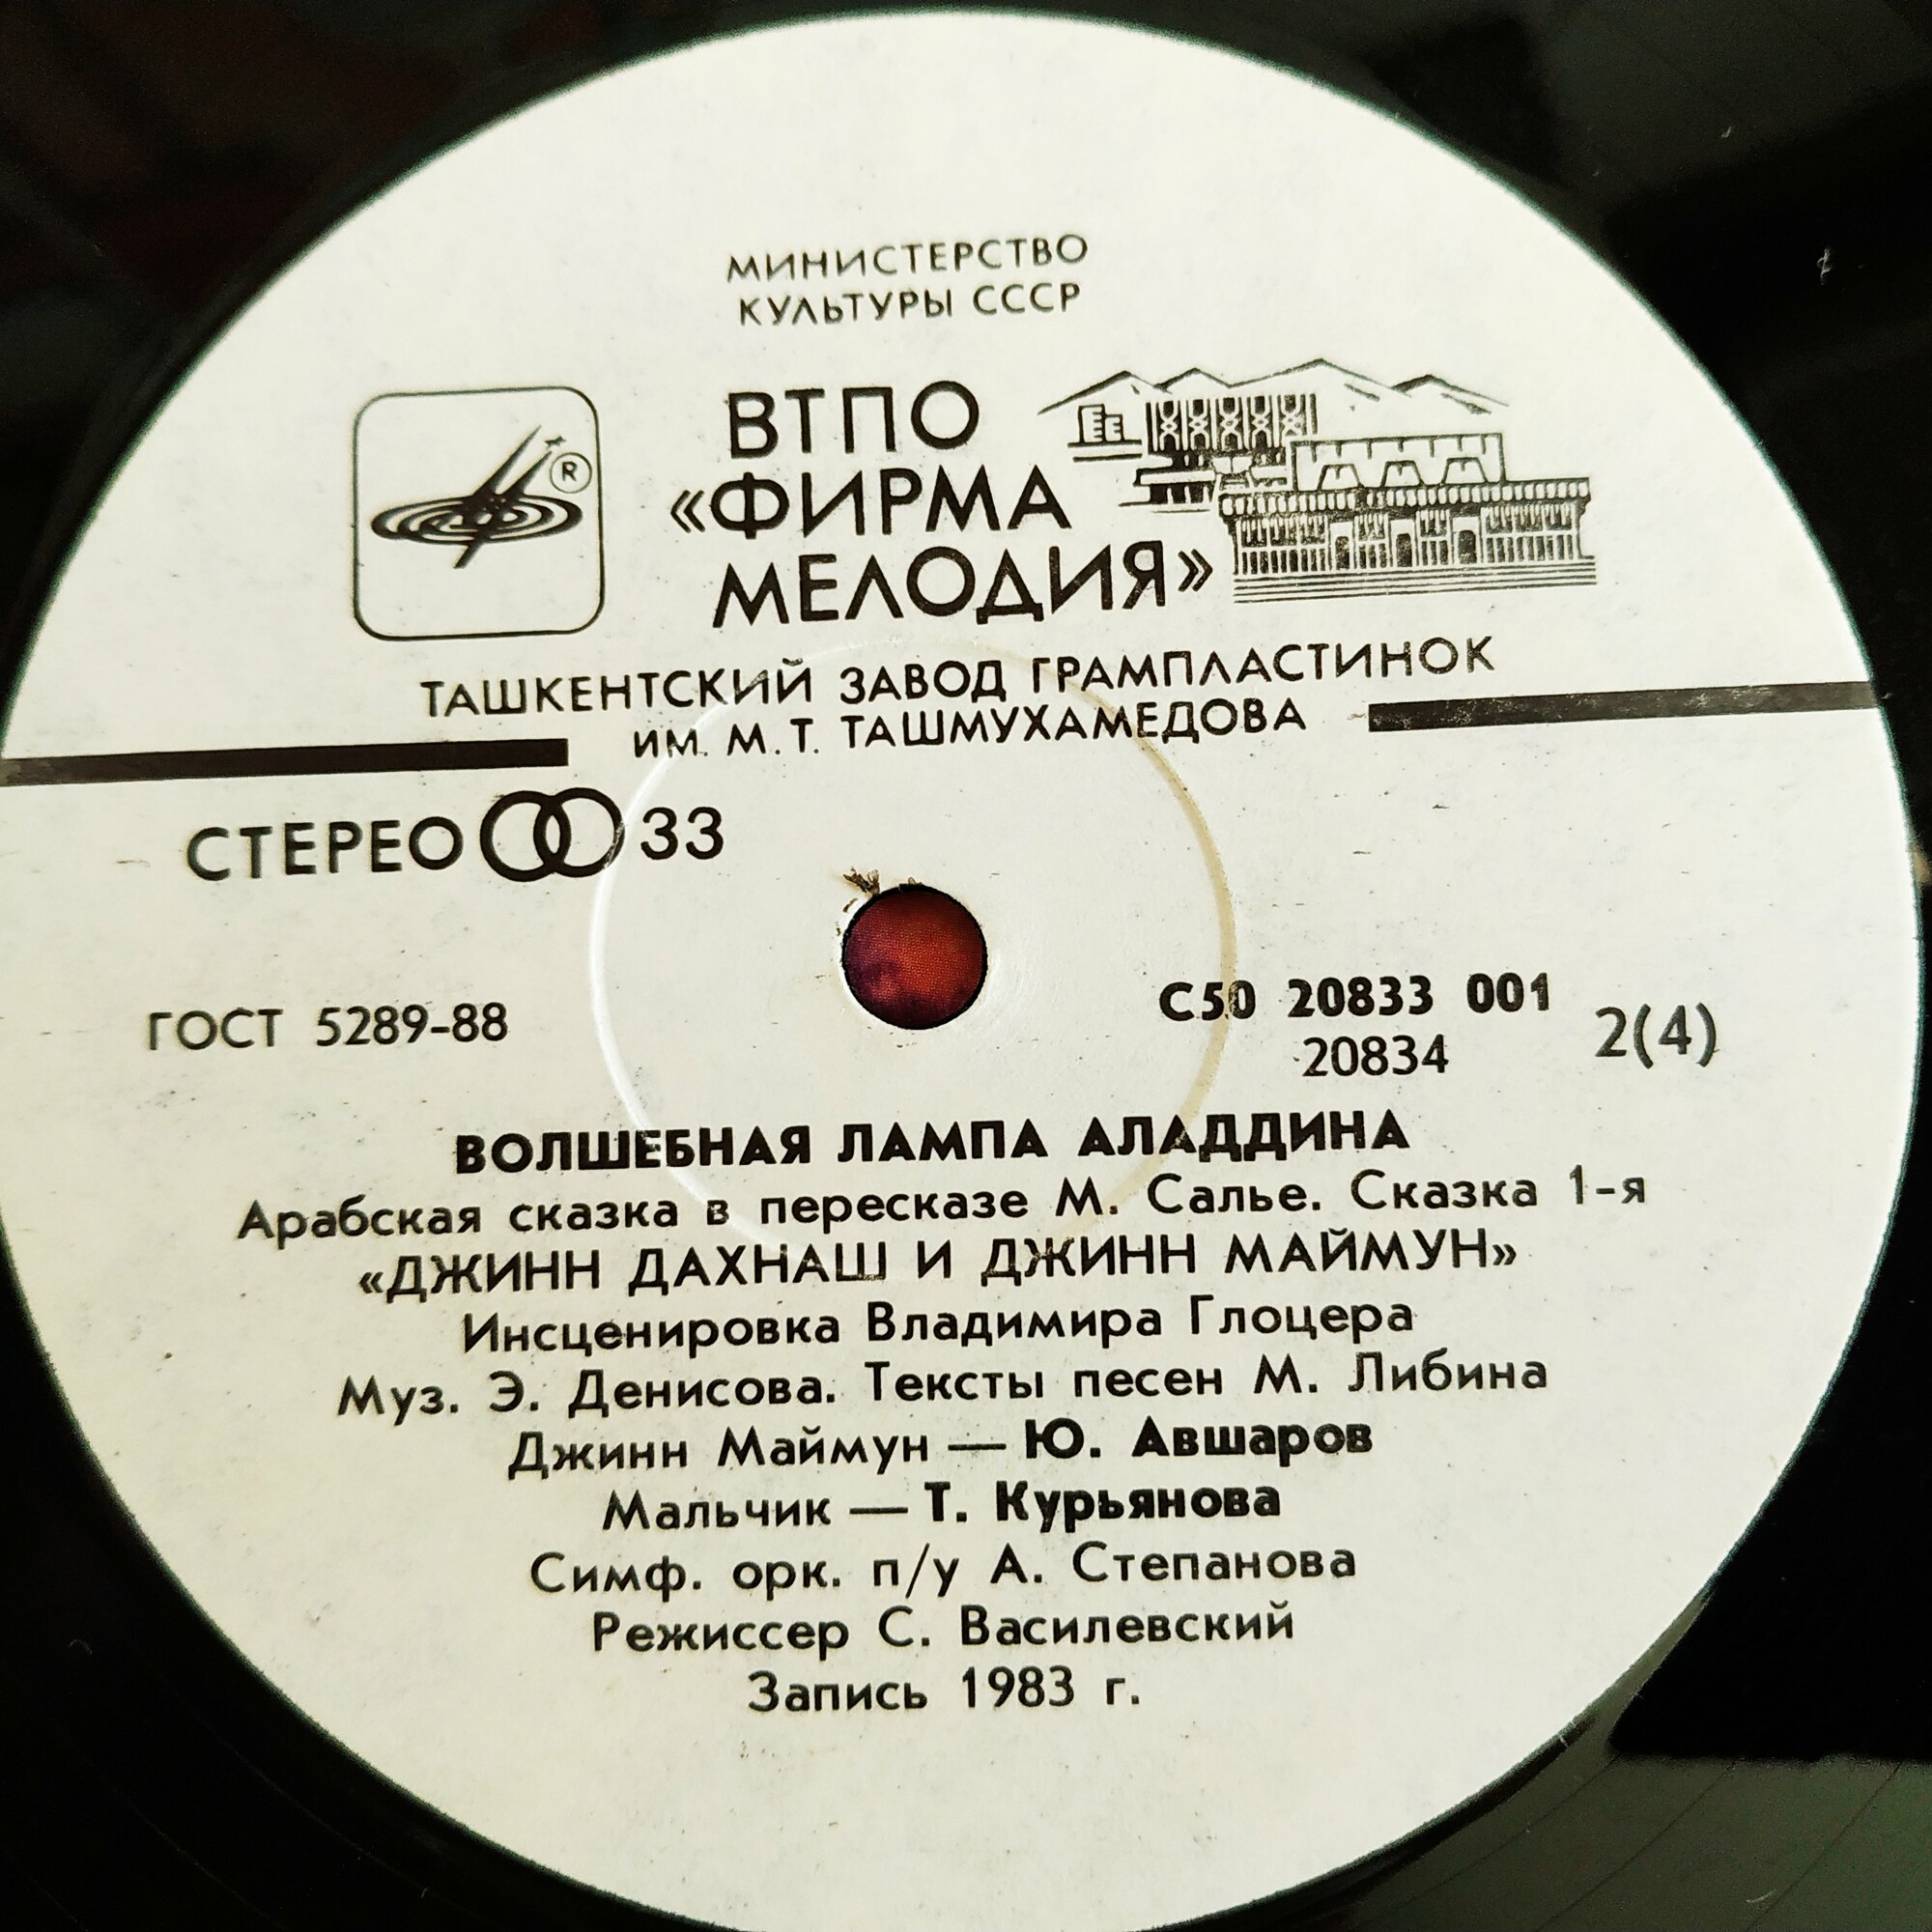 МИНИСТЕРСТВО
КУЛЬТУРЫ СССР
ВТПО
«ФИРМА
МЕЛОДИЯ»
R
ТАШКЕНТСКИЙ ЗАВОД ГРАМПЛАСТИНОК
ИМ. М. Т. ТАШМУХАМЕДОВА
СТЕРЕО 33
ГОСТ 5289-88
С50 20833 001
20834
2(4)
ВОЛШЕБНАЯ ЛАМПА АЛАДДИНА
Арабская сказка в пересказе М. Салье. Сказка 1-я
«ДЖИНН ДАХНАШ И ДЖИНН МАЙМУН»
Инсценировка Владимира Глоцера
Муз. Э. Денисова. Тексты песен М. Либина
Джинн Маймун — Ю. Авшаров
Мальчик — Т. Курьянова
Симф. орк. п/у А. Степанова
Режиссер С. Василевский
Запись 1983 г.